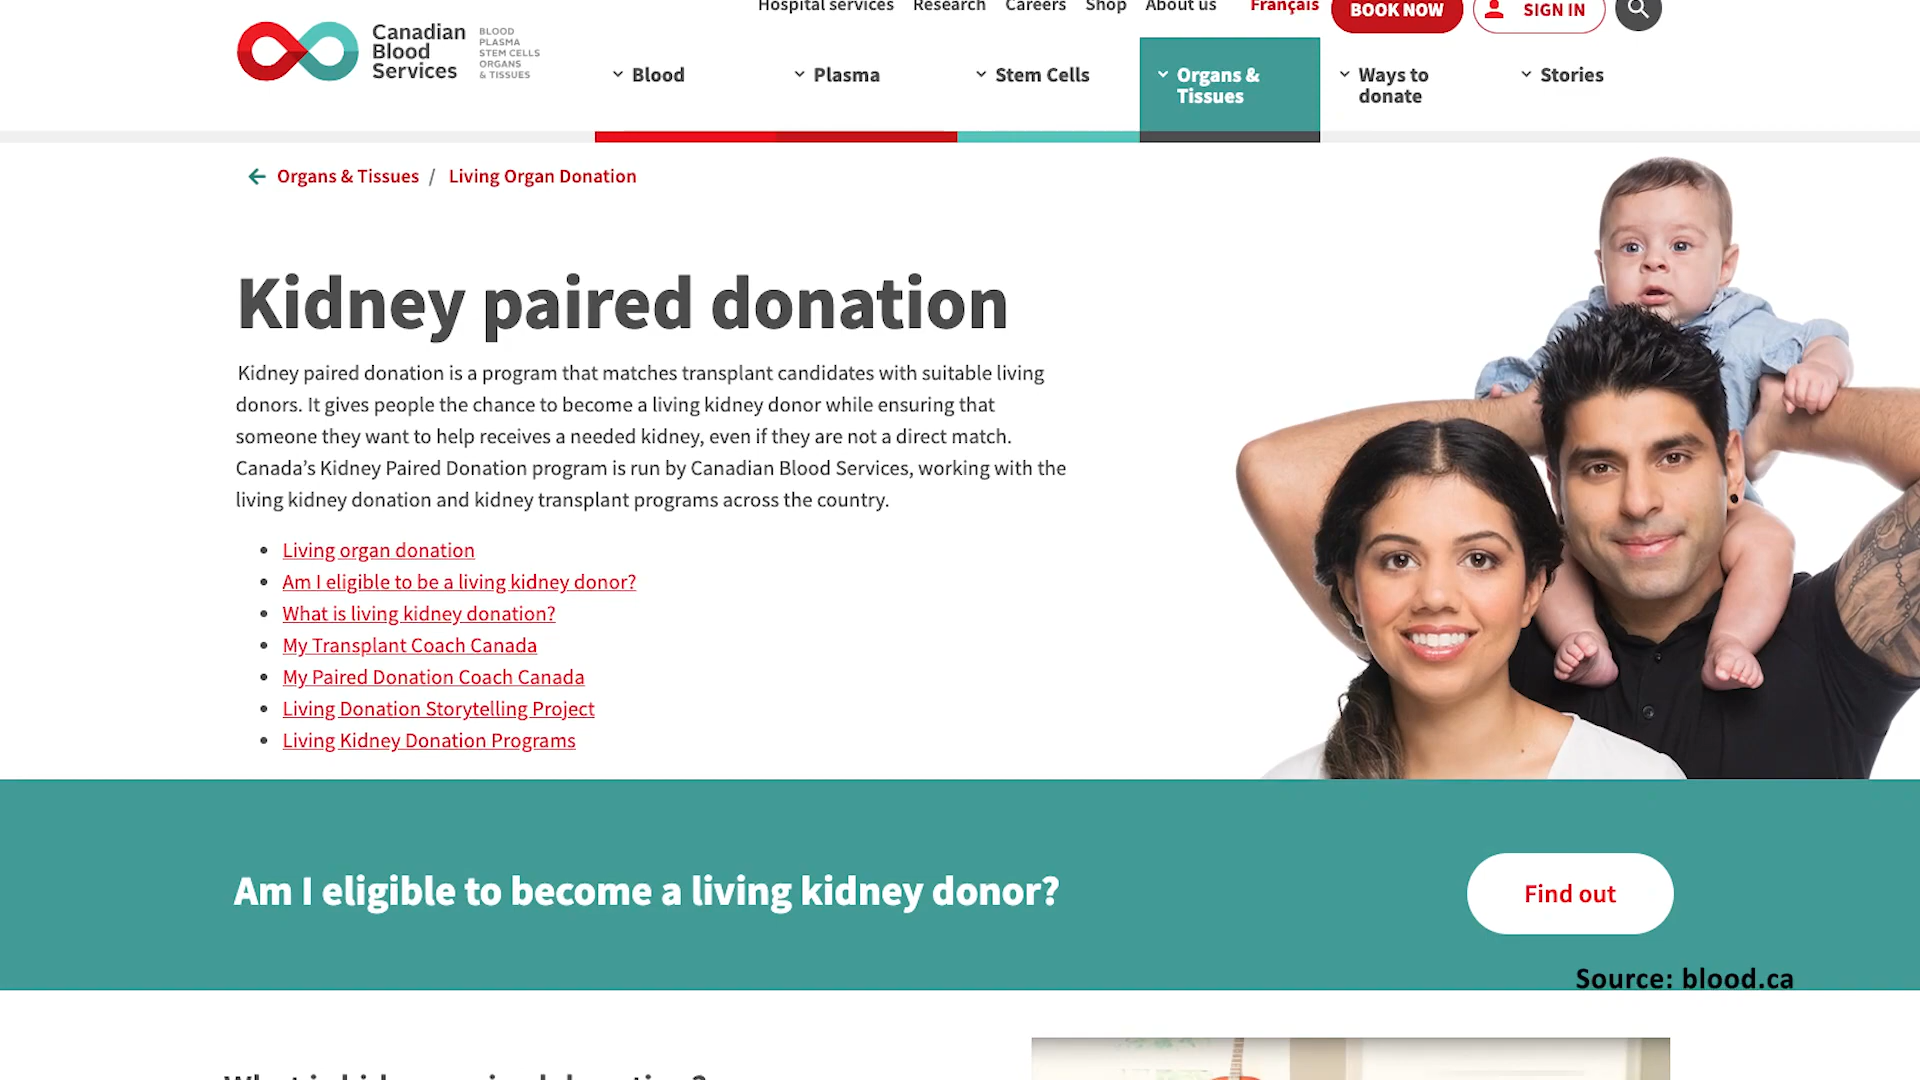 Hospital services Research Careers Shop About us Français BOOK NOW SIGN IN
Canadian
Blood
Services
BLOOD
PLASMA
STEM CELLS
ORGANS
& TISSUES
Blood
Plasma
Stem Cells
Organs &
Tissues
Ways to
donate
Stories
Organs & Tissues / Living Organ Donation
Kidney paired donation
Kidney paired donation is a program that matches transplant candidates with suitable living
donors. It gives people the chance to become a living kidney donor while ensuring that
someone they want to help receives a needed kidney, even if they are not a direct match.
Canada’s Kidney Paired Donation program is run by Canadian Blood Services, working with the
living kidney donation and kidney transplant programs across the country.
Living organ donation
Am I eligible to be a living kidney donor?
What is living kidney donation?
My Transplant Coach Canada
My Paired Donation Coach Canada
Living Donation Storytelling Project
Living Kidney Donation Programs
Am I eligible to become a living kidney donor?
Find out
Source: blood.ca